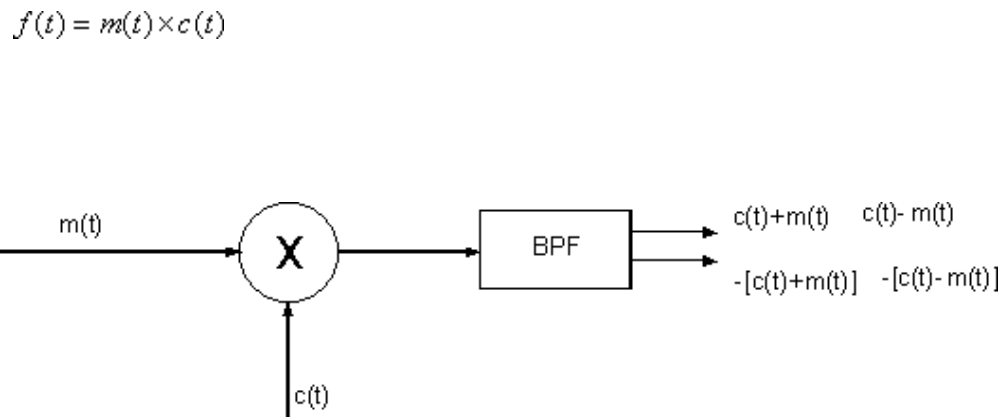 f(t) = m(t)×c(t)
m(t)
X
BPF
c(t)+m(t) c(t)- m(t)
-[c(t)+m(t)] -[c(t)- m(t)]
c(t)